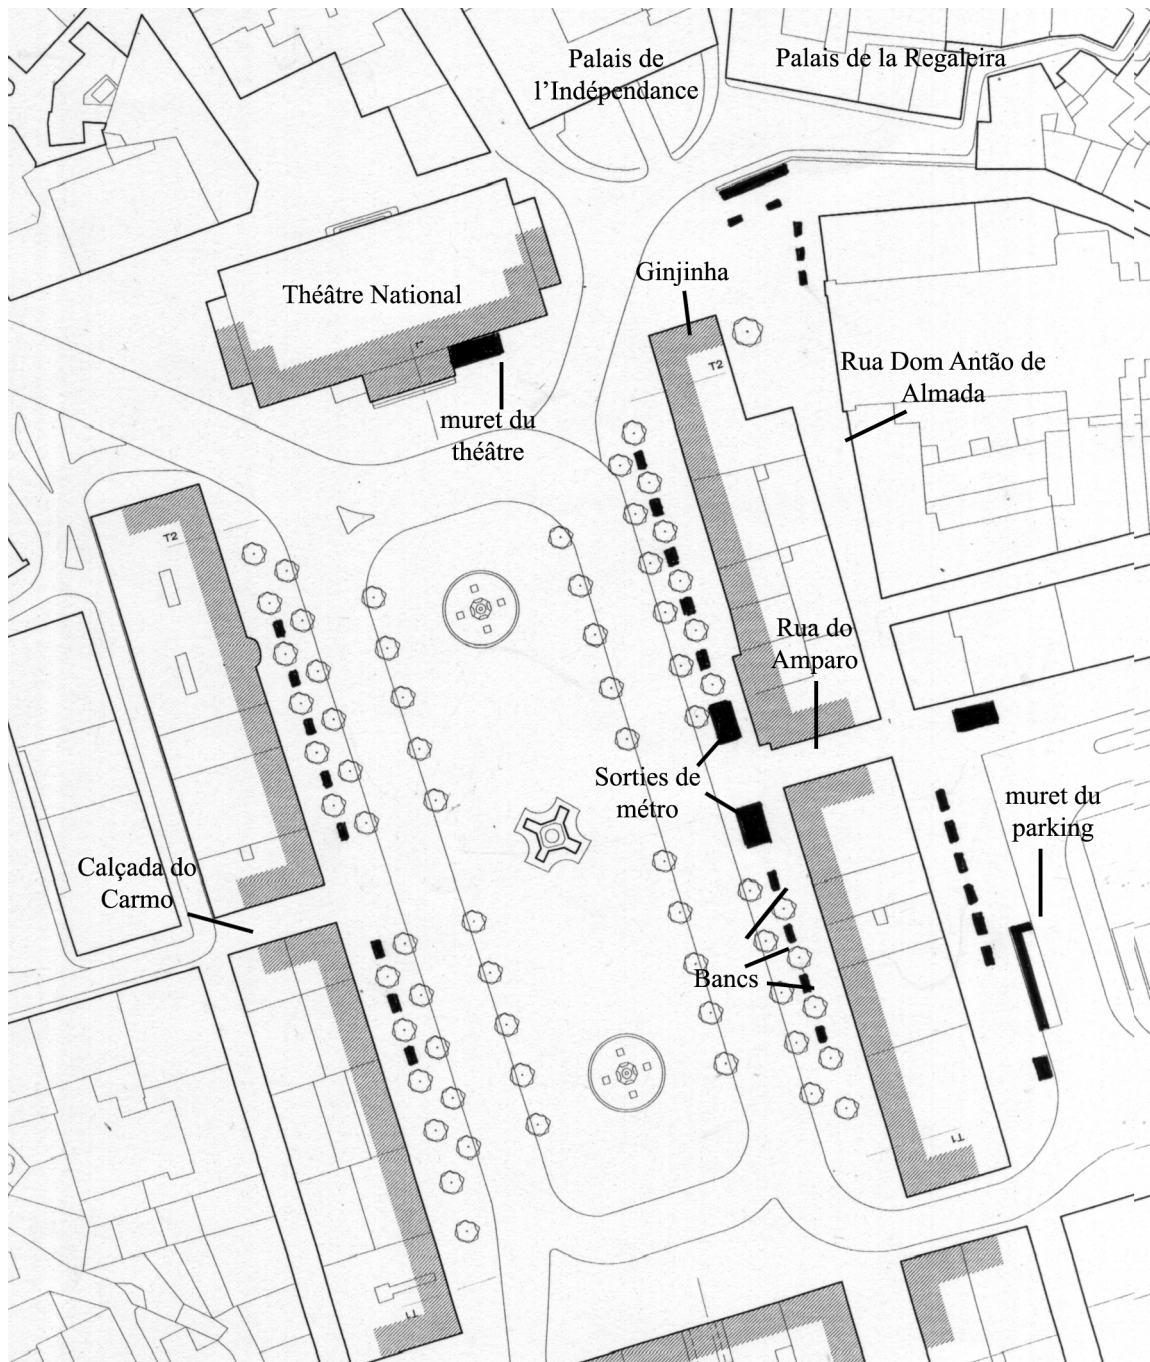 Palais de
l'Indépendance
Palais de la Regaleira
Ginjinha
Théâtre National
T2
Rua Dom Antão de
Almada
muret du
théâtre
T2
Rua do
Amparo
Sorties de
métro
muret du
parking
Calçada do
Carmo
Bancs
T1
T1